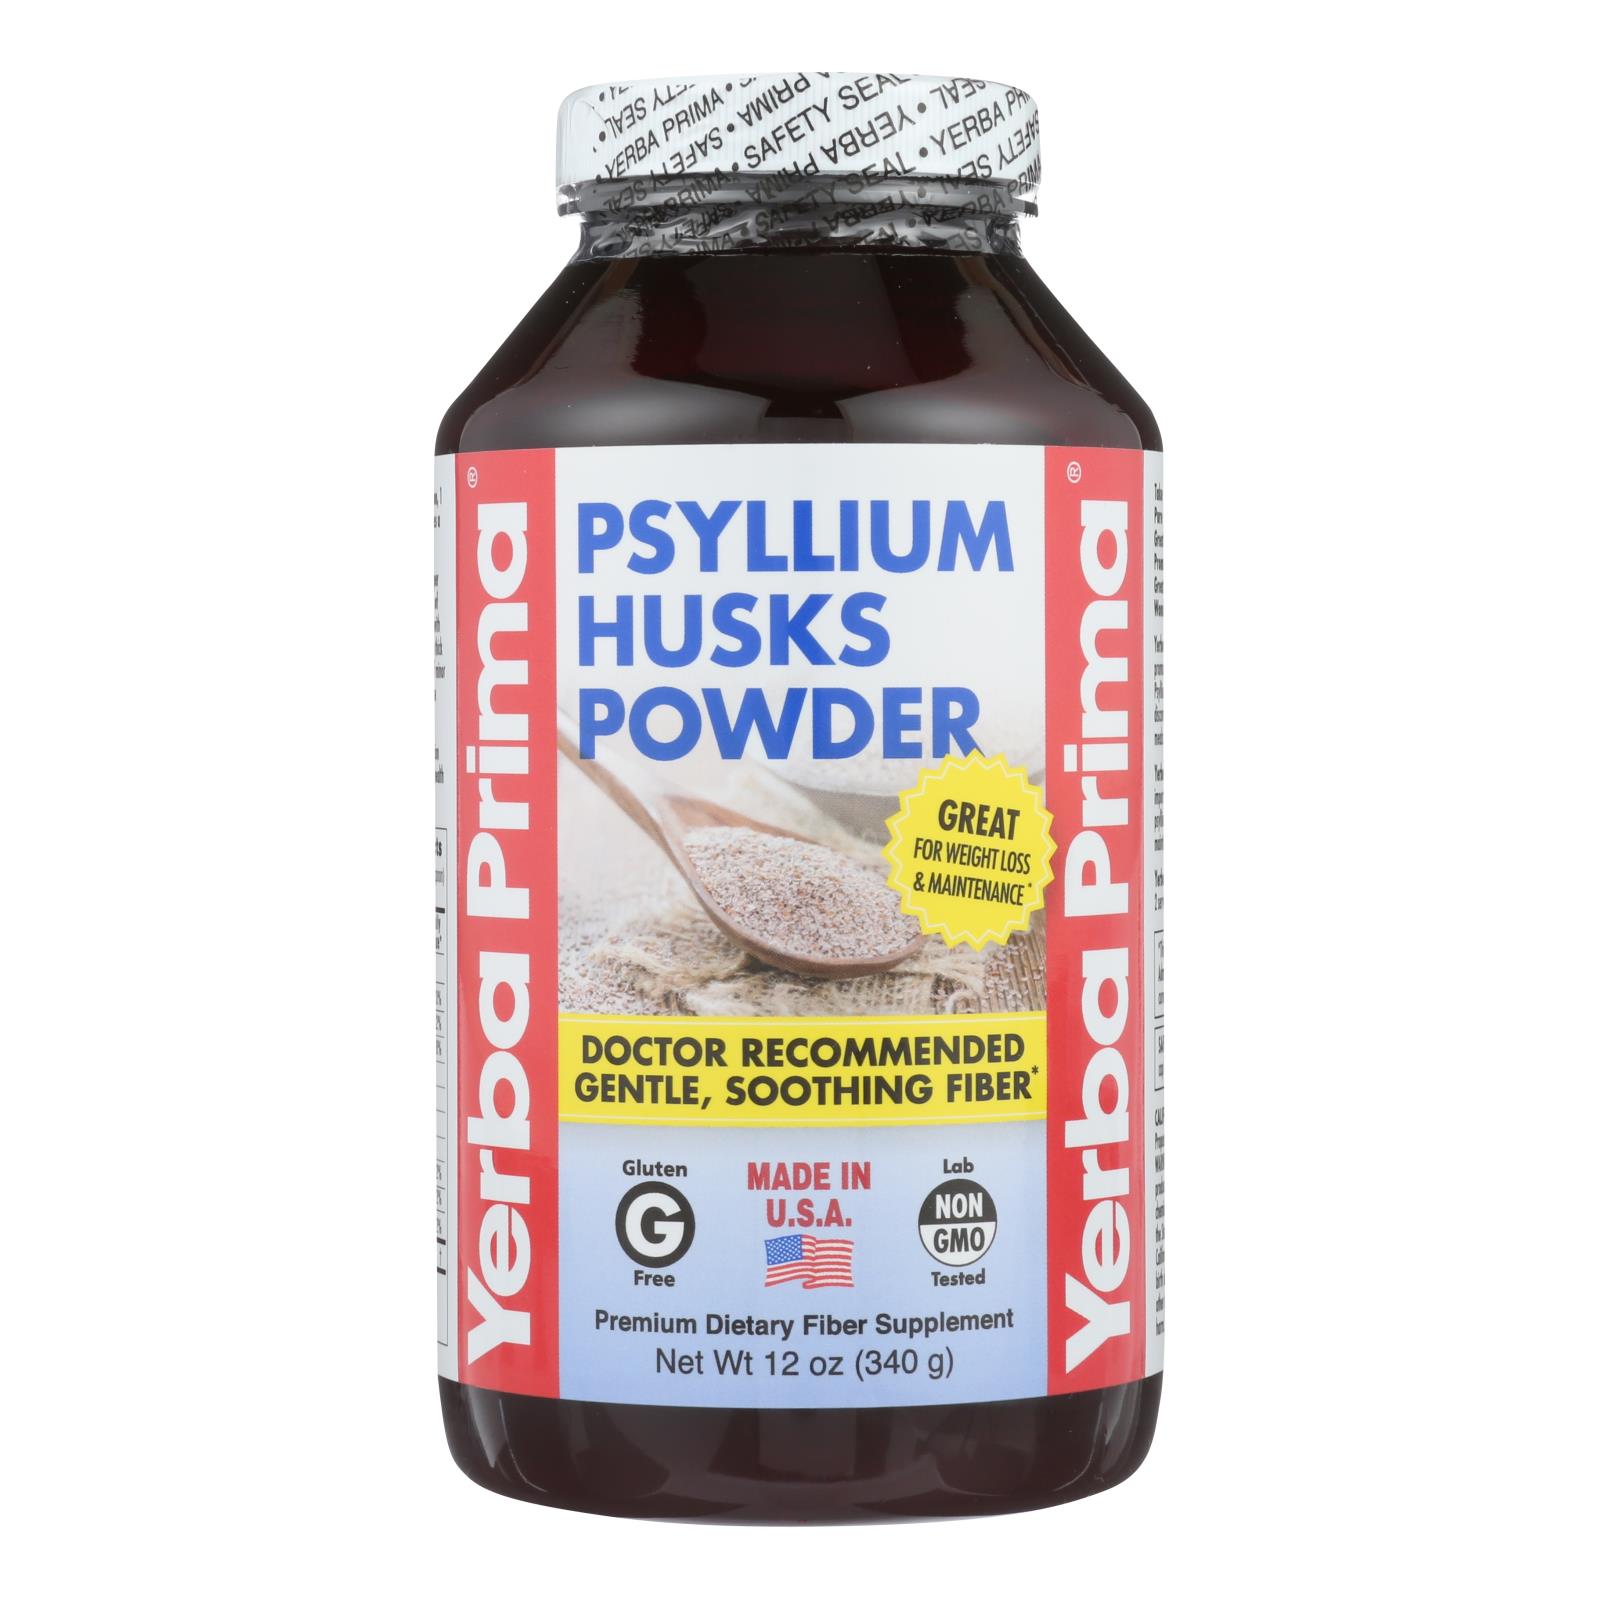 YERBA PRIMA • SAFETY SEAL
Yerba Prima®
PSYLLIUM
HUSKS
POWDER
GREAT
FOR WEIGHT LOSS
& MAINTENANCE*
DOCTOR RECOMMENDED
GENTLE, SOOTHING FIBER*
Gluten
G
Free
MADE IN
U.S.A.
Lab
NON
GMO
Tested
Premium Dietary Fiber Supplement
Net Wt 12 oz (340 g)
Yerba Prima®